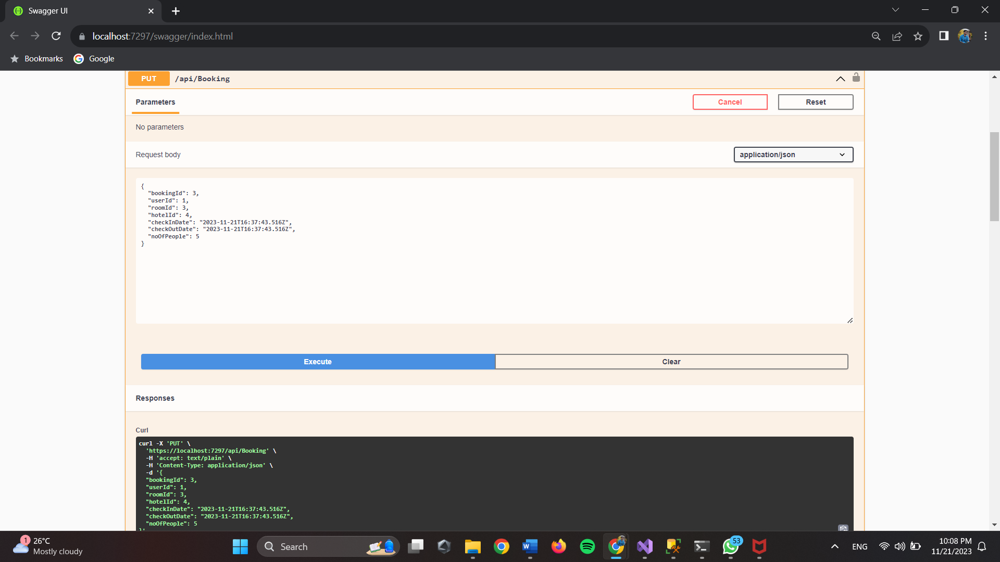 Swagger UI
localhost:7297/swagger/index.html
Bookmarks
Google
PUT
/api/Booking
Parameters
Cancel
Reset
No parameters
Request body
application/json
{
"bookingId": 3,
"userId": 1,
"roomId": 3,
"hotelId": 4,
"checkInDate": "2023-11-21T16:37:43.516Z",
"checkOutDate": "2023-11-21T16:37:43.516Z",
"noOfPeople": 5
}
Execute
Clear
Responses
Curl
curl -X 'PUT' \
'https://localhost:7297/api/Booking' \
-H 'accept: text/plain' \
-H 'Content-Type: application/json' \
-d '{
"bookingId": 3,
"userId": 1,
"roomId": 3,
"hotelId": 4,
"checkInDate": "2023-11-21T16:37:43.516Z",
"checkOutDate": "2023-11-21T16:37:43.516Z",
"noOfPeople": 5
}'
1
26°C
Mostly cloudy
Search
53
ENG
10:08 PM
11/21/2023